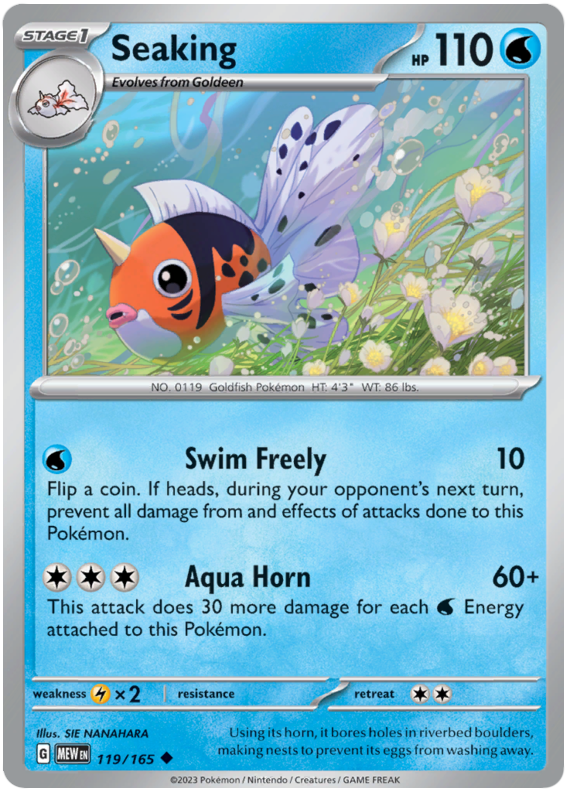 STAGE1 Seaking HP 110
Evolves from Goldeen
NO. 0119 Goldfish Pokémon HT: 4'3" WT: 86 lbs.
Swim Freely 10
Flip a coin. If heads, during your opponent's next turn,
prevent all damage from and effects of attacks done to this
Pokémon.
Aqua Horn 60+
This attack does 30 more damage for each Energy
attached to this Pokémon.
weakness ×2 resistance retreat
Illus. SIE NANAHARA
Using its horn, it bores holes in riverbed boulders,
making nests to prevent its eggs from washing away.
G MEW EN 119/165
©2023 Pokémon / Nintendo / Creatures / GAME FREAK